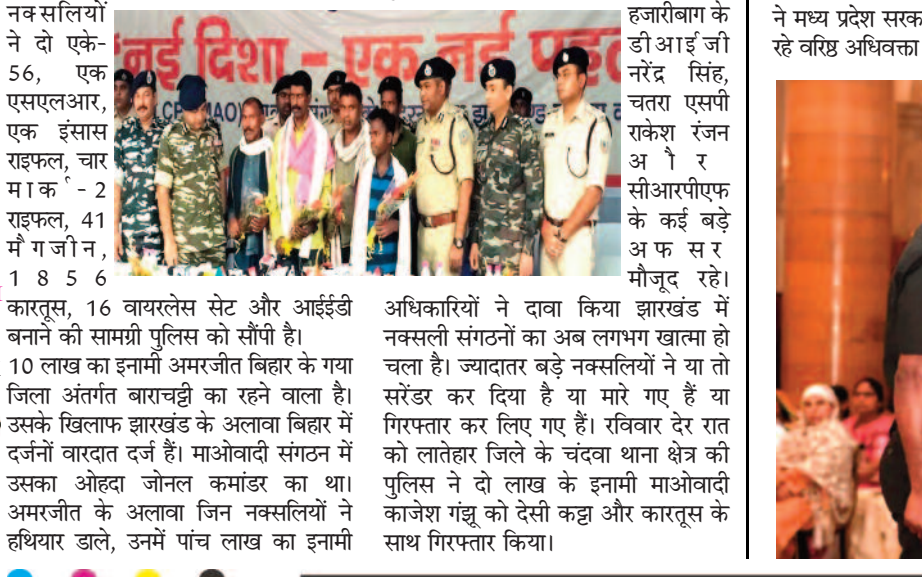 नक्सलियों
ने दो एके-
56, एक
एसएलआर,
एक इंसास
राइफल, चार
मार्क-2
राइफल, 41
मैगजीन,
1856
कारतूस, 16 वायरलेस सेट और आईईडी
बनाने की सामग्री पुलिस को सौंपी है।
10 लाख का इनामी अमरजीत बिहार के गया
जिला अंतर्गत बाराचट्टी का रहने वाला है।
उसके खिलाफ झारखंड के अलावा बिहार में
दर्जनों वारदात दर्ज हैं। माओवादी संगठन में
उसका ओहदा जोनल कमांडर का था।
अमरजीत के अलावा जिन नक्सलियों ने
हथियार डाले, उनमें पांच लाख का इनामी
नई दिशा - एक नई पहल
हजारीबाग के
डीआईजी
नरेंद्र सिंह,
चतरा एसपी
राकेश रंजन
और
सीआरपीएफ
के कई बड़े
अफसर
मौजूद रहे।
अधिकारियों ने दावा किया झारखंड में
नक्सली संगठनों का अब लगभग खात्मा हो
चला है। ज्यादातर बड़े नक्सलियों ने या तो
सरेंडर कर दिया है या मारे गए हैं या
गिरफ्तार कर लिए गए हैं। रविवार देर रात
को लातेहार जिले के चंदवा थाना क्षेत्र की
पुलिस ने दो लाख के इनामी माओवादी
काजेश गंझू को देसी कट्टा और कारतूस के
साथ गिरफ्तार किया।
ने मध्य प्रदेश सरक
रहे वरिष्ठ अधिवक्ता